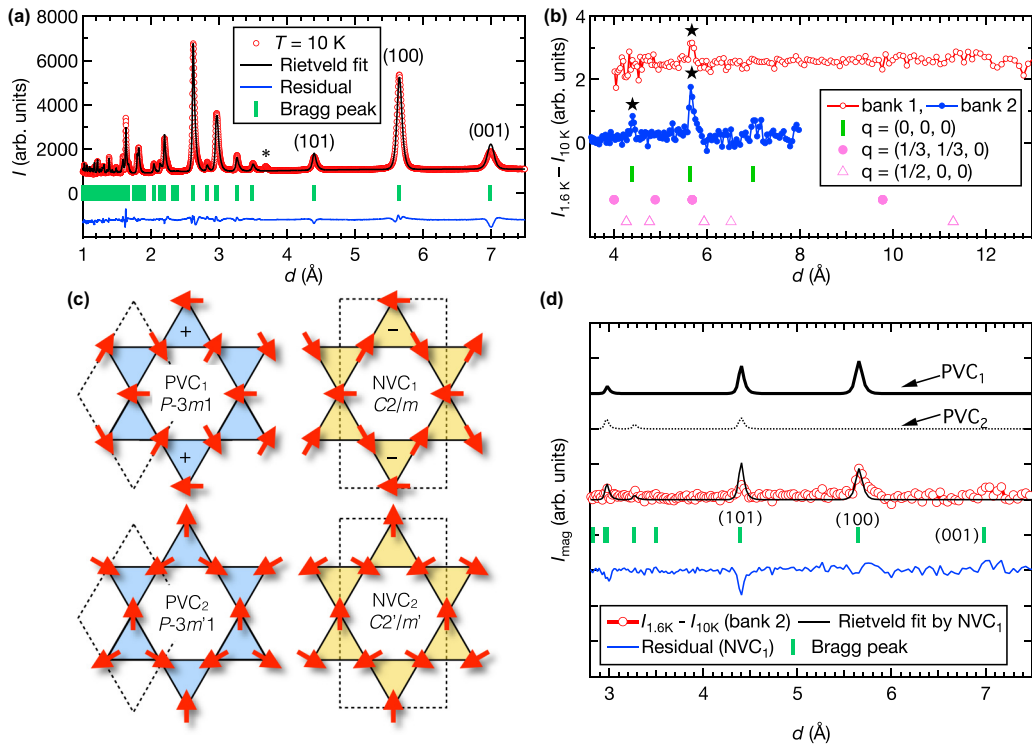 (a)
T = 10 K
Rietveld fit
Residual
Bragg peak
(100)
(101)
(001)
*
I (arb. units)
8000
6000
4000
2000
0
1 2 3 4 5 6 7
d (Å)
(b)
I1.6 K – I10 K (arb. units)
4
2
0
bank 1, bank 2
q = (0, 0, 0)
q = (1/3, 1/3, 0)
q = (1/2, 0, 0)
4 6 8 10 12
d (Å)
(c)
+
PVC1
P-3m1
+
–
NVC1
C2/m
–
PVC2
P-3m'1
NVC2
C2'/m'
(d)
PVC1
PVC2
Imag (arb. units)
(101)
(100)
(001)
I1.6K - I10K (bank 2)
Rietveld fit by NVC1
Residual (NVC1)
Bragg peak
3 4 5 6 7
d (Å)